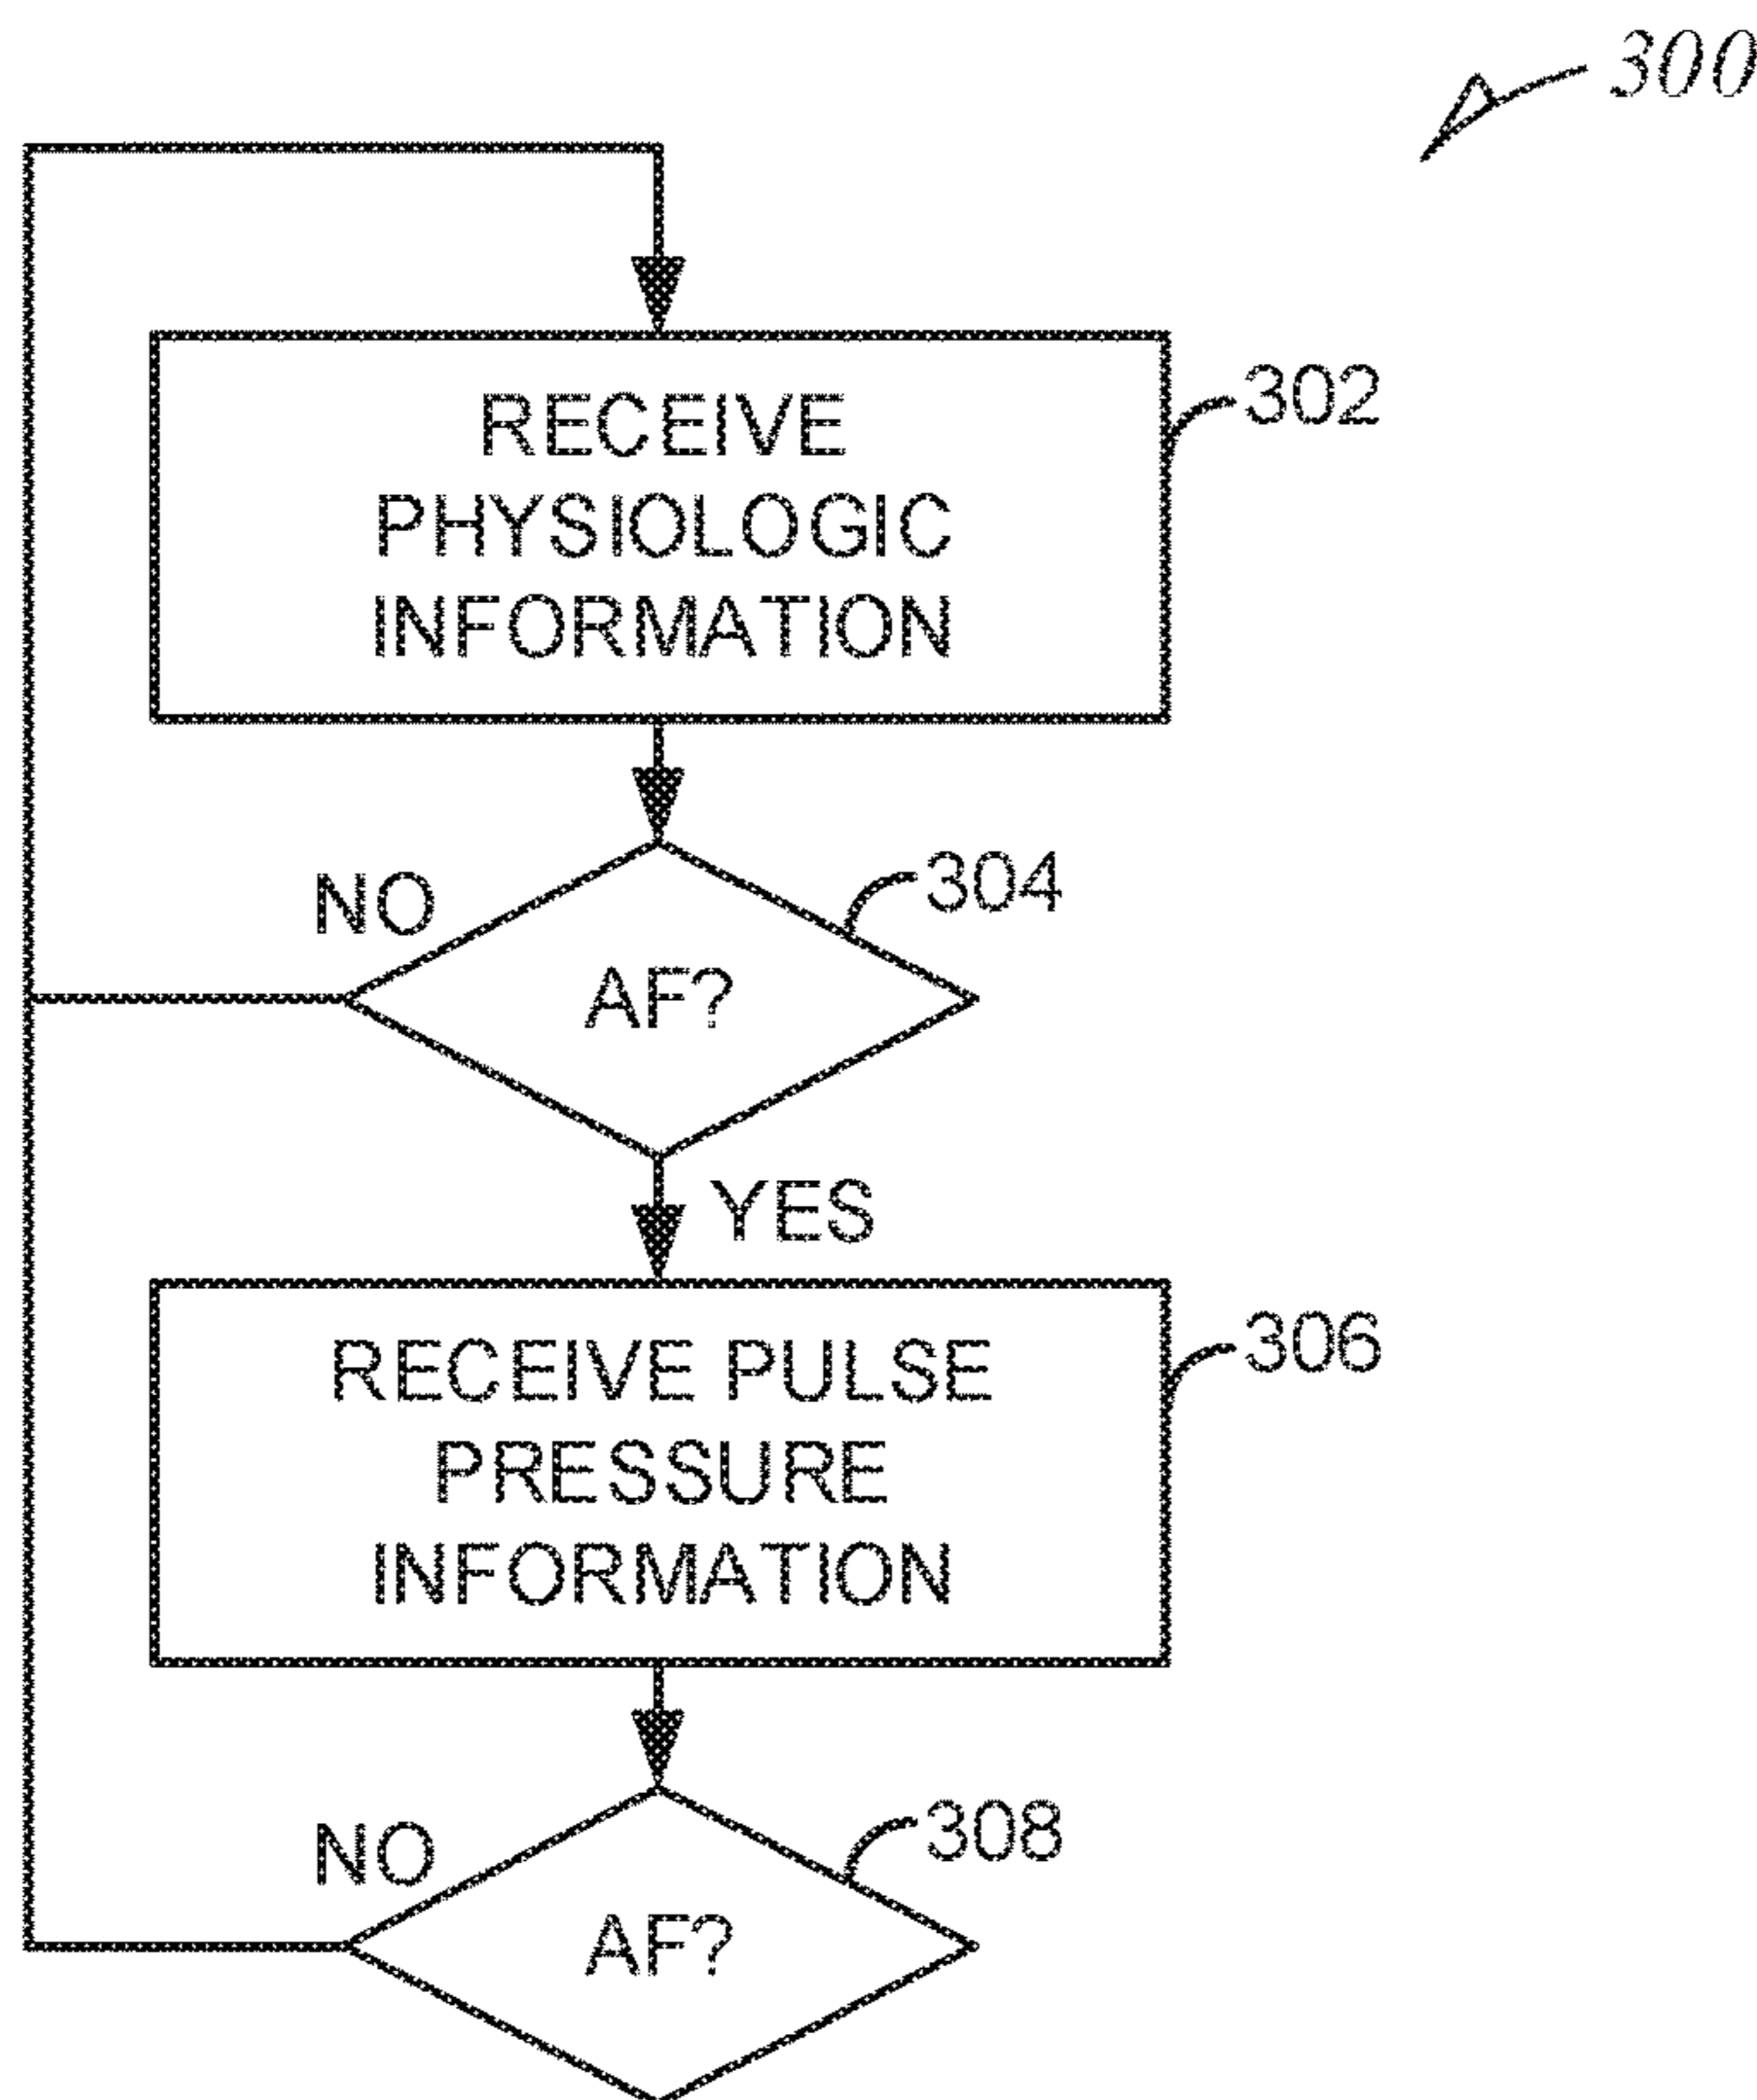 300
RECEIVE
PHYSIOLOGIC
INFORMATION
302
NO
304
AF?
YES
RECEIVE PULSE
PRESSURE
INFORMATION
306
NO
308
AF?